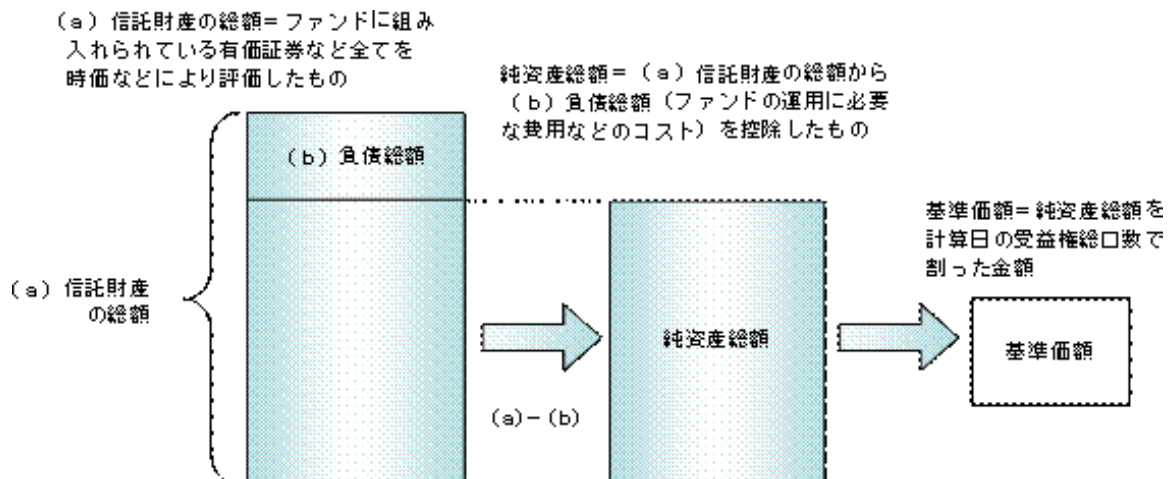 (a) 信託財産の総額=ファンドに組み
入れられている有価証券など全てを
時価などにより評価したもの
純資産総額=(a)信託財産の総額から
(b)負債総額(ファンドの運用に必要
な費用などのコスト)を控除したもの
(b)負債総額
基準価額=純資産総額を
計算日の受益権総口数で
割った金額
(a)信託財産
の総額
純資産総額
基準価額
(a)-(b)